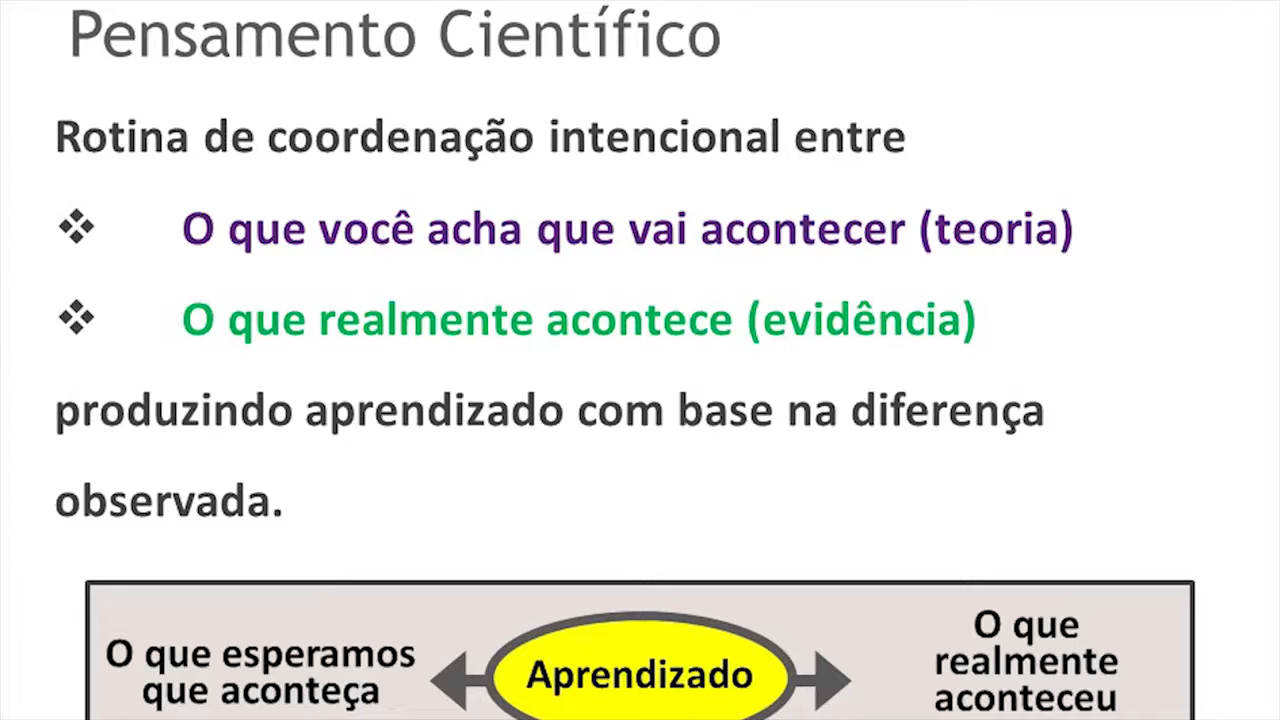 Pensamento Científico
Rotina de coordenação intencional entre
❖ O que você acha que vai acontecer (teoria)
❖ O que realmente acontece (evidência)
produzindo aprendizado com base na diferença
observada.
O que esperamos
que aconteça
Aprendizado
O que
realmente
aconteceu